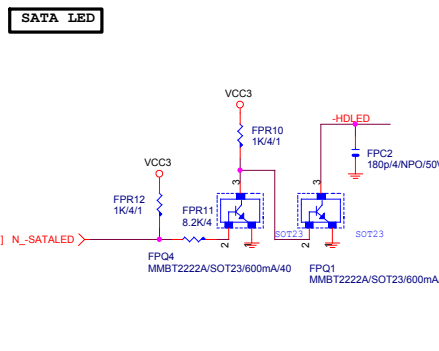 SATA LED
VCC3
-HDLED
FPR10
1K/4/1
FPC2
180p/4/NPO/50V
VCC3
3
3
FPR12
1K/4/1
FPR11
8.2K/4
] N_-SATALED
2
1
SOT23
2
1
SOT23
FPQ4
MMBT2222A/SOT23/600mA/40
FPQ1
MMBT2222A/SOT23/600mA/